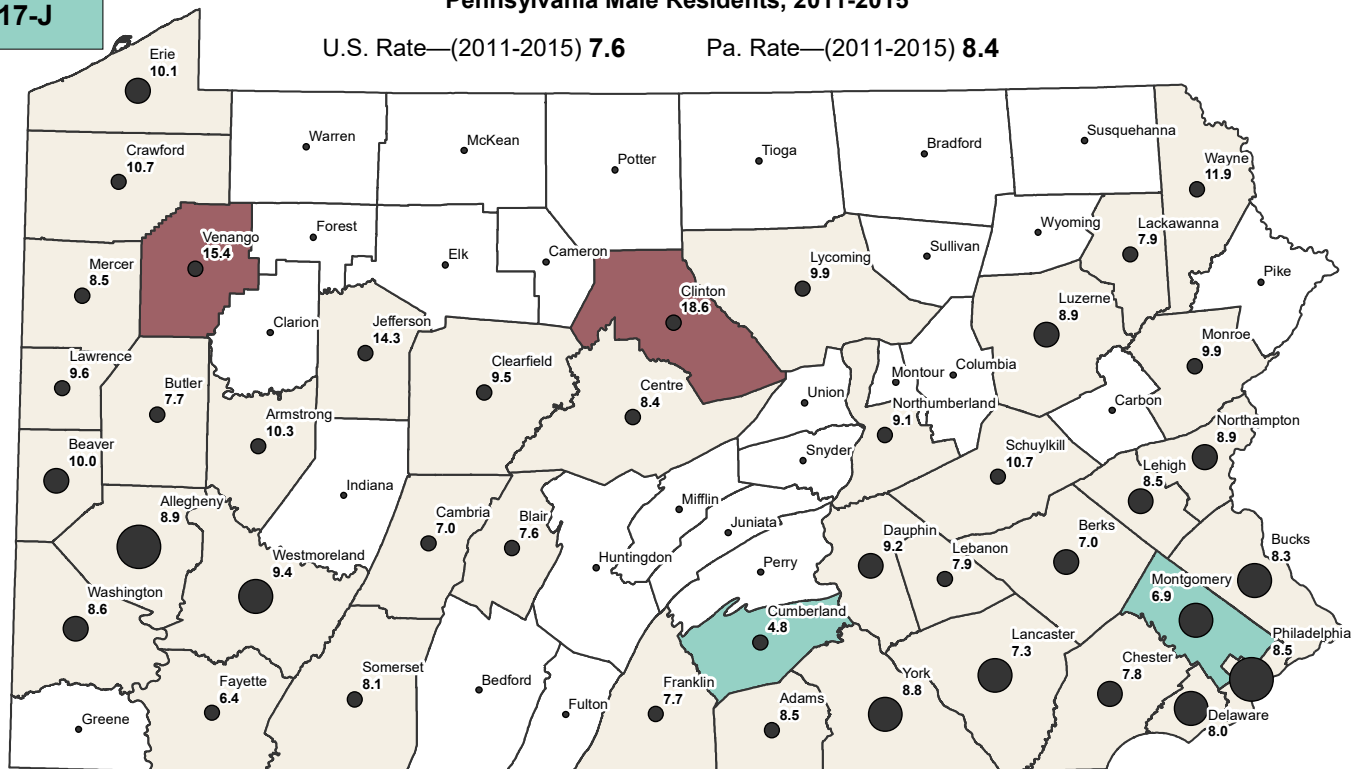 17-J
Pennsylvania Male Residents, 2011-2015
U.S. Rate—(2011-2015) 7.6
Pa. Rate—(2011-2015) 8.4
Erie
10.1
Warren
McKean
Potter
Tioga
Bradford
Susquehanna
Crawford
10.7
Wayne
11.9
Venango
15.4
Forest
Elk
Cameron
Clinton
18.6
Lycoming
9.9
Sullivan
Wyoming
Lackawanna
7.9
Pike
Mercer
8.5
Clarion
Jefferson
14.3
Luzerne
8.9
Monroe
9.9
Lawrence
9.6
Butler
7.7
Clearfield
9.5
Centre
8.4
Union
Montour
Columbia
Carbon
Northumberland
9.1
Armstrong
10.3
Northampton
8.9
Beaver
10.0
Snyder
Schuylkill
10.7
Lehigh
8.5
Indiana
Allegheny
8.9
Mifflin
Cambria
7.0
Blair
7.6
Juniata
Dauphin
9.2
Lebanon
7.9
Berks
7.0
Bucks
8.3
Westmoreland
9.4
Huntingdon
Perry
Montgomery
6.9
Washington
8.6
Cumberland
4.8
Lancaster
7.3
Philadelphia
8.5
Chester
7.8
Somerset
8.1
York
8.8
Fayette
6.4
Bedford
Franklin
7.7
Fulton
Adams
8.5
Greene
Delaware
8.0